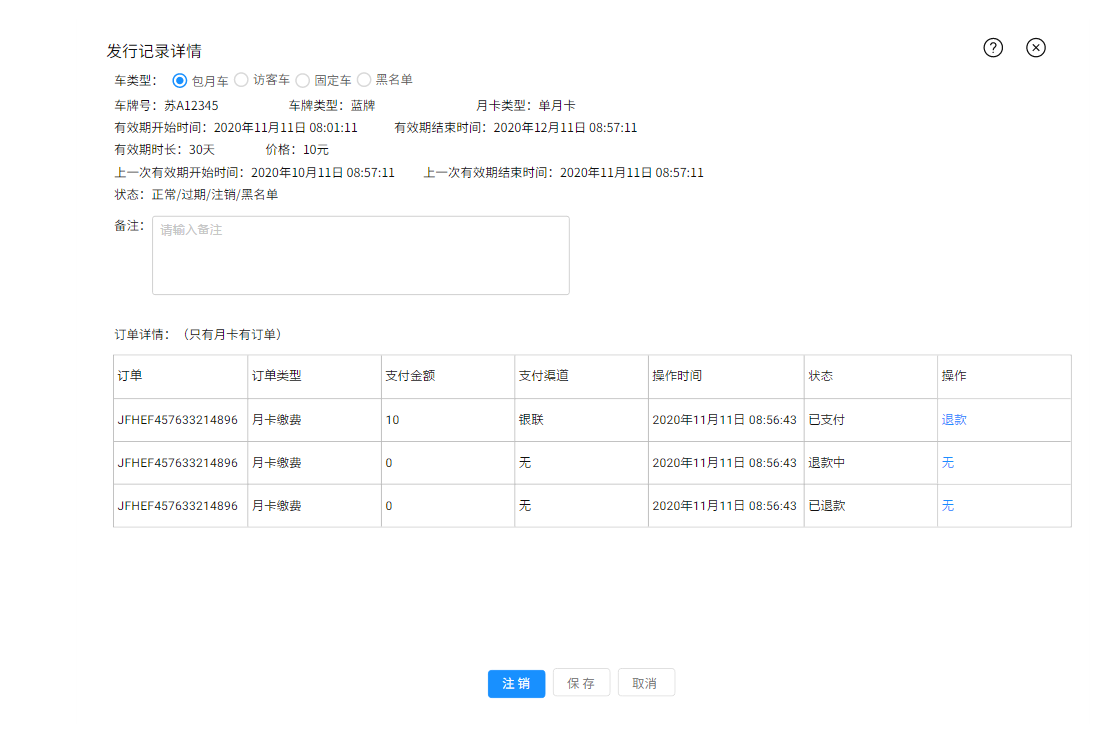 发行记录详情
?
车类型: 包月车 访客车 固定车 黑名单
车牌号: 苏A12345 车牌类型: 蓝牌 月卡类型: 单月卡
有效期开始时间: 2020年11月11日 08:01:11 有效期结束时间: 2020年12月11日 08:57:11
有效期时长: 30天 价格: 10元
上一次有效期开始时间: 2020年10月11日 08:57:11 上一次有效期结束时间: 2020年11月11日 08:57:11
状态: 正常/过期/注销/黑名单
备注: 请输入备注
订单详情: (只有月卡有订单)
订单 订单类型 支付金额 支付渠道 操作时间 状态 操作
JFHEF457633214896 月卡缴费 10 银联 2020年11月11日 08:56:43 已支付 退款
JFHEF457633214896 月卡缴费 0 无 2020年11月11日 08:56:43 退款中 无
JFHEF457633214896 月卡缴费 0 无 2020年11月11日 08:56:43 已退款 无
注销 保存 取消